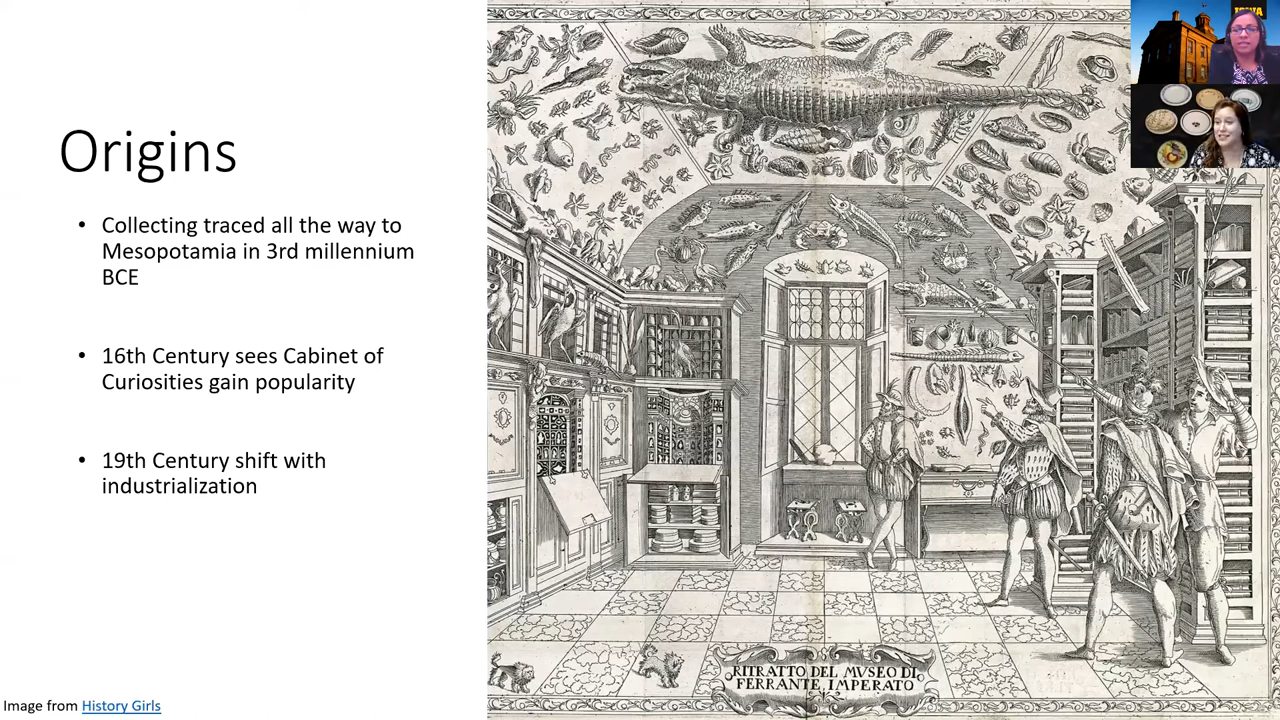 Origins
• Collecting traced all the way to
Mesopotamia in 3rd millennium
BCE
• 16th Century sees Cabinet of
Curiosities gain popularity
• 19th Century shift with
industrialization
Image from History Girls
RITRATTO DEL MVSEO DI
FERRANTE IMPERATO
IOWA